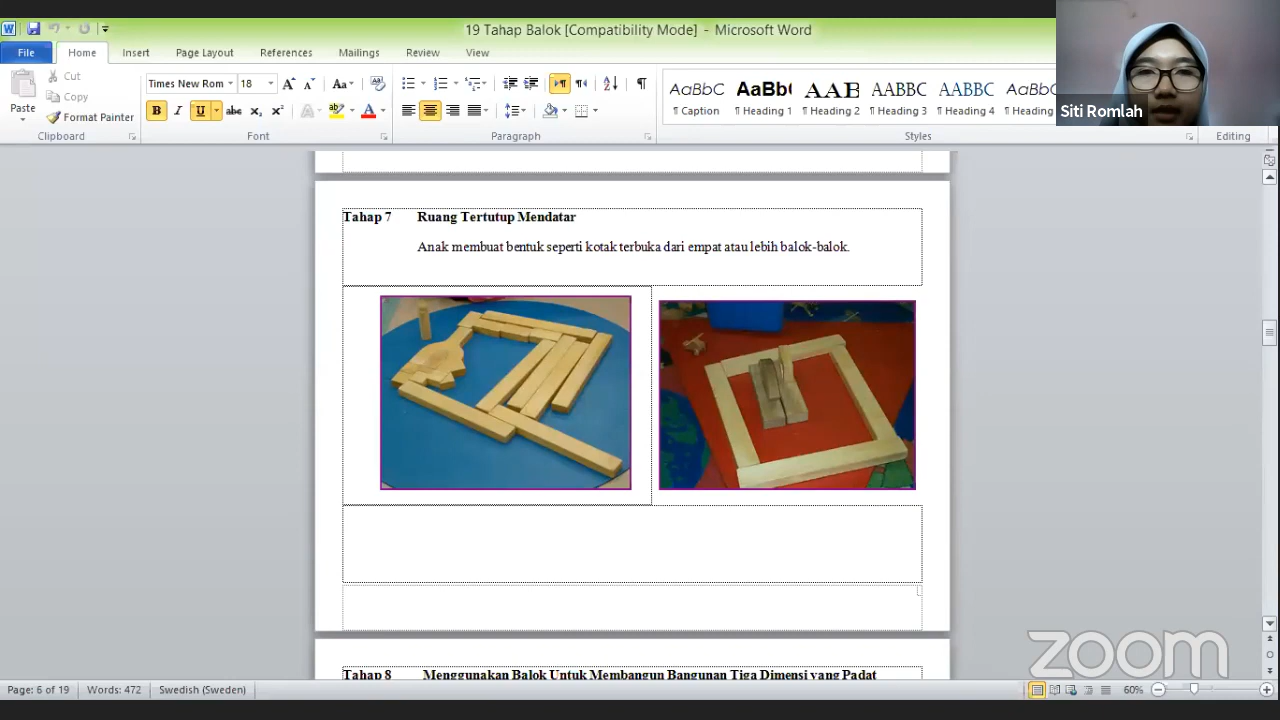 19 Tahap Balok [Compatibility Mode] - Microsoft Word
File Home Insert Page Layout References Mailings Review View
Paste
Cut
Copy
Format Painter
Clipboard
Times New Rom 18
Font
Paragraph
AaBbC AaBb( AAB AABBC AABBC AaBbC
¶ Caption ¶ Heading 1 ¶ Heading 2 ¶ Heading 3 ¶ Heading 4 ¶ Heading
Styles
Editing
Siti Romlah
Tahap 7 Ruang Tertutup Mendatar
Anak membuat bentuk seperti kotak terbuka dari empat atau lebih balok-balok.
Tahap 8 Menggunakan Balok Untuk Membangun Bangunan Tiga Dimensi yang Padat
zoom
Page: 6 of 19 Words: 472 Swedish (Sweden) 60%